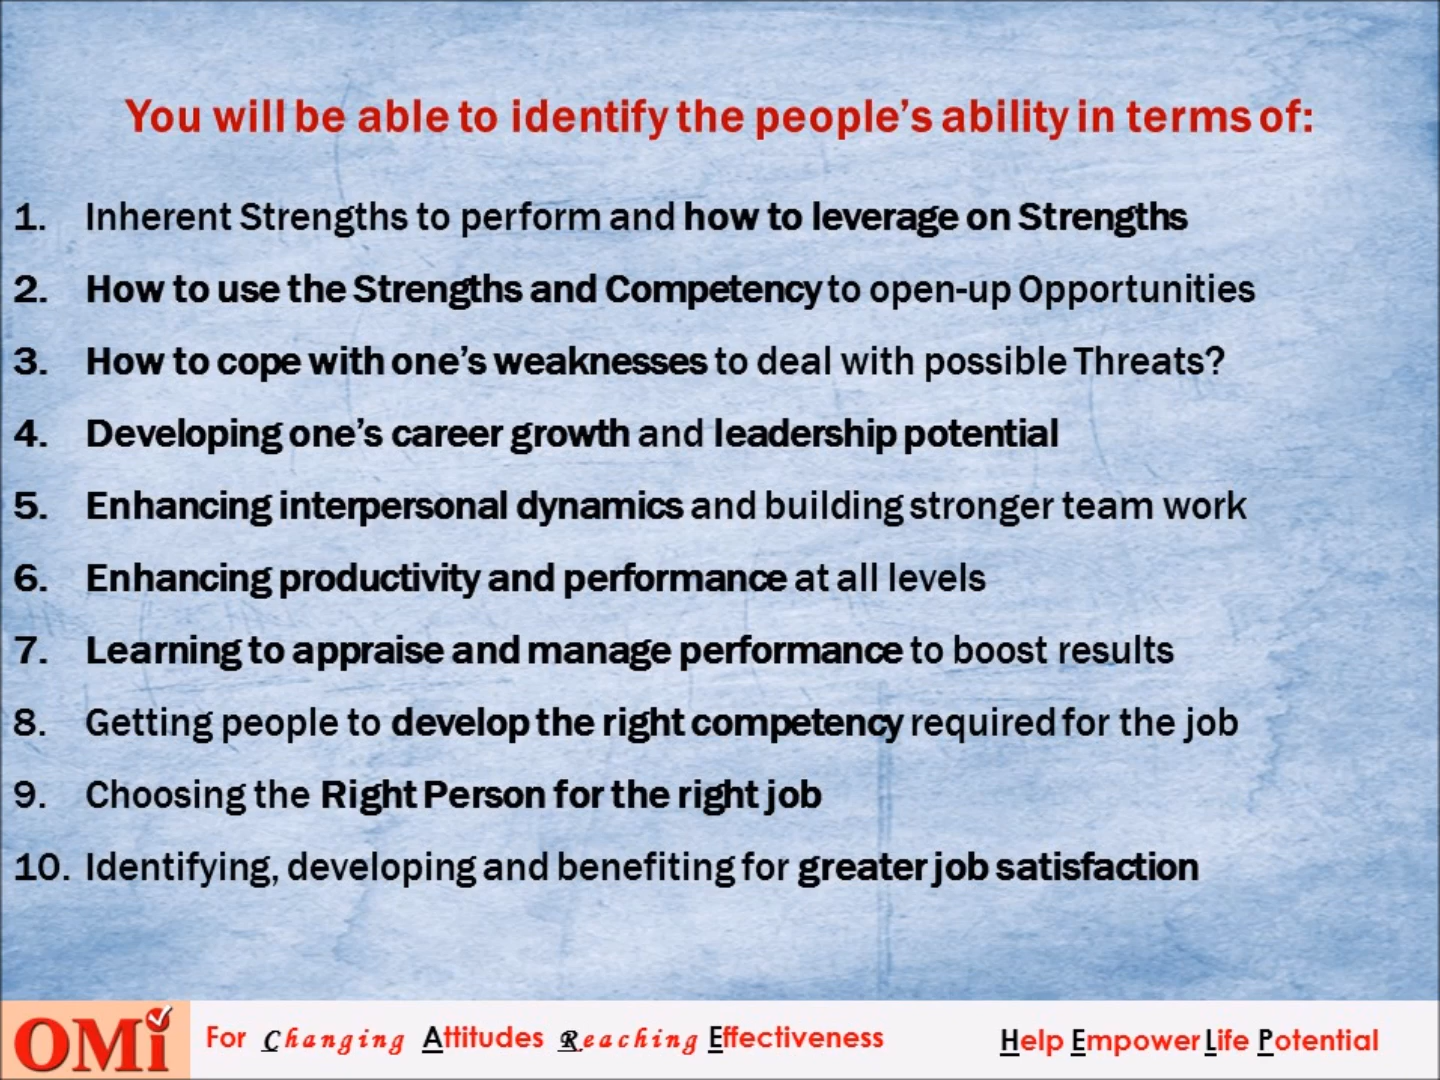 You will be able to identify the people's ability in terms of:
1. Inherent Strengths to perform and how to leverage on Strengths
2. How to use the Strengths and Competency to open-up Opportunities
3. How to cope with one's weaknesses to deal with possible Threats?
4. Developing one's career growth and leadership potential
5. Enhancing interpersonal dynamics and building stronger team work
6. Enhancing productivity and performance at all levels
7. Learning to appraise and manage performance to boost results
8. Getting people to develop the right competency required for the job
9. Choosing the Right Person for the right job
10. Identifying, developing and benefiting for greater job satisfaction
OMi For Changing Attitudes Reaching Effectiveness Help Empower Life Potential